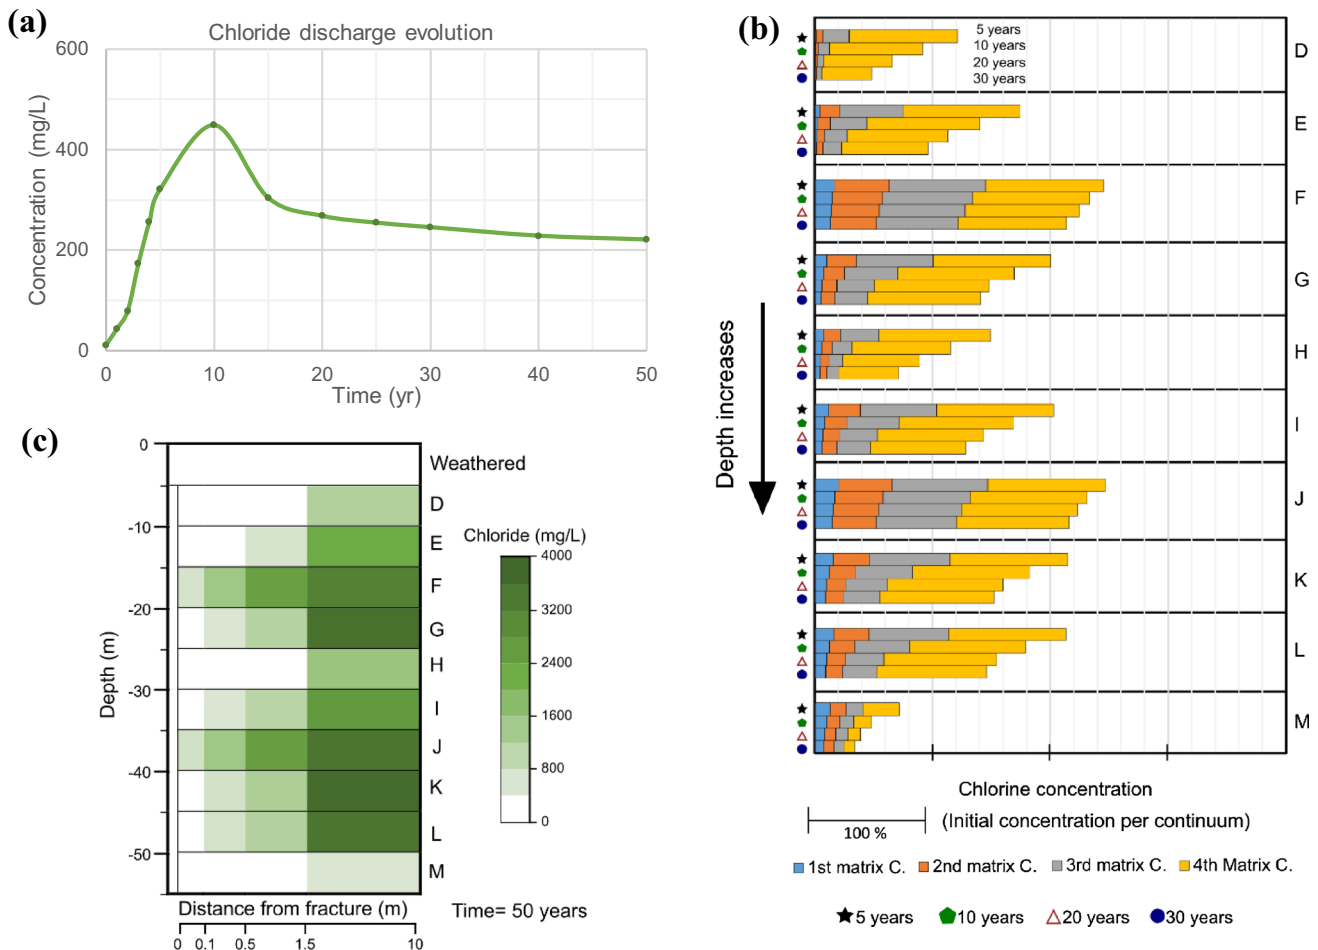 (a)
Chloride discharge evolution
Concentration (mg/L)
600
400
200
0
0 10 20 30 40 50
Time (yr)
(b)
5 years
10 years
20 years
30 years
D
E
F
G
H
I
J
K
L
M
Depth increases
Chlorine concentration
(Initial concentration per continuum)
100 %
1st matrix C. 2nd matrix C. 3rd matrix C. 4th Matrix C.
5 years 10 years 20 years 30 years
(c)
Depth (m)
0
-10
-20
-30
-40
-50
Weathered
D
E
F
G
H
I
J
K
L
M
Chloride (mg/L)
4000
3200
2400
1600
800
0
Distance from fracture (m)
0 0.1 0.5 1.5 10
Time= 50 years